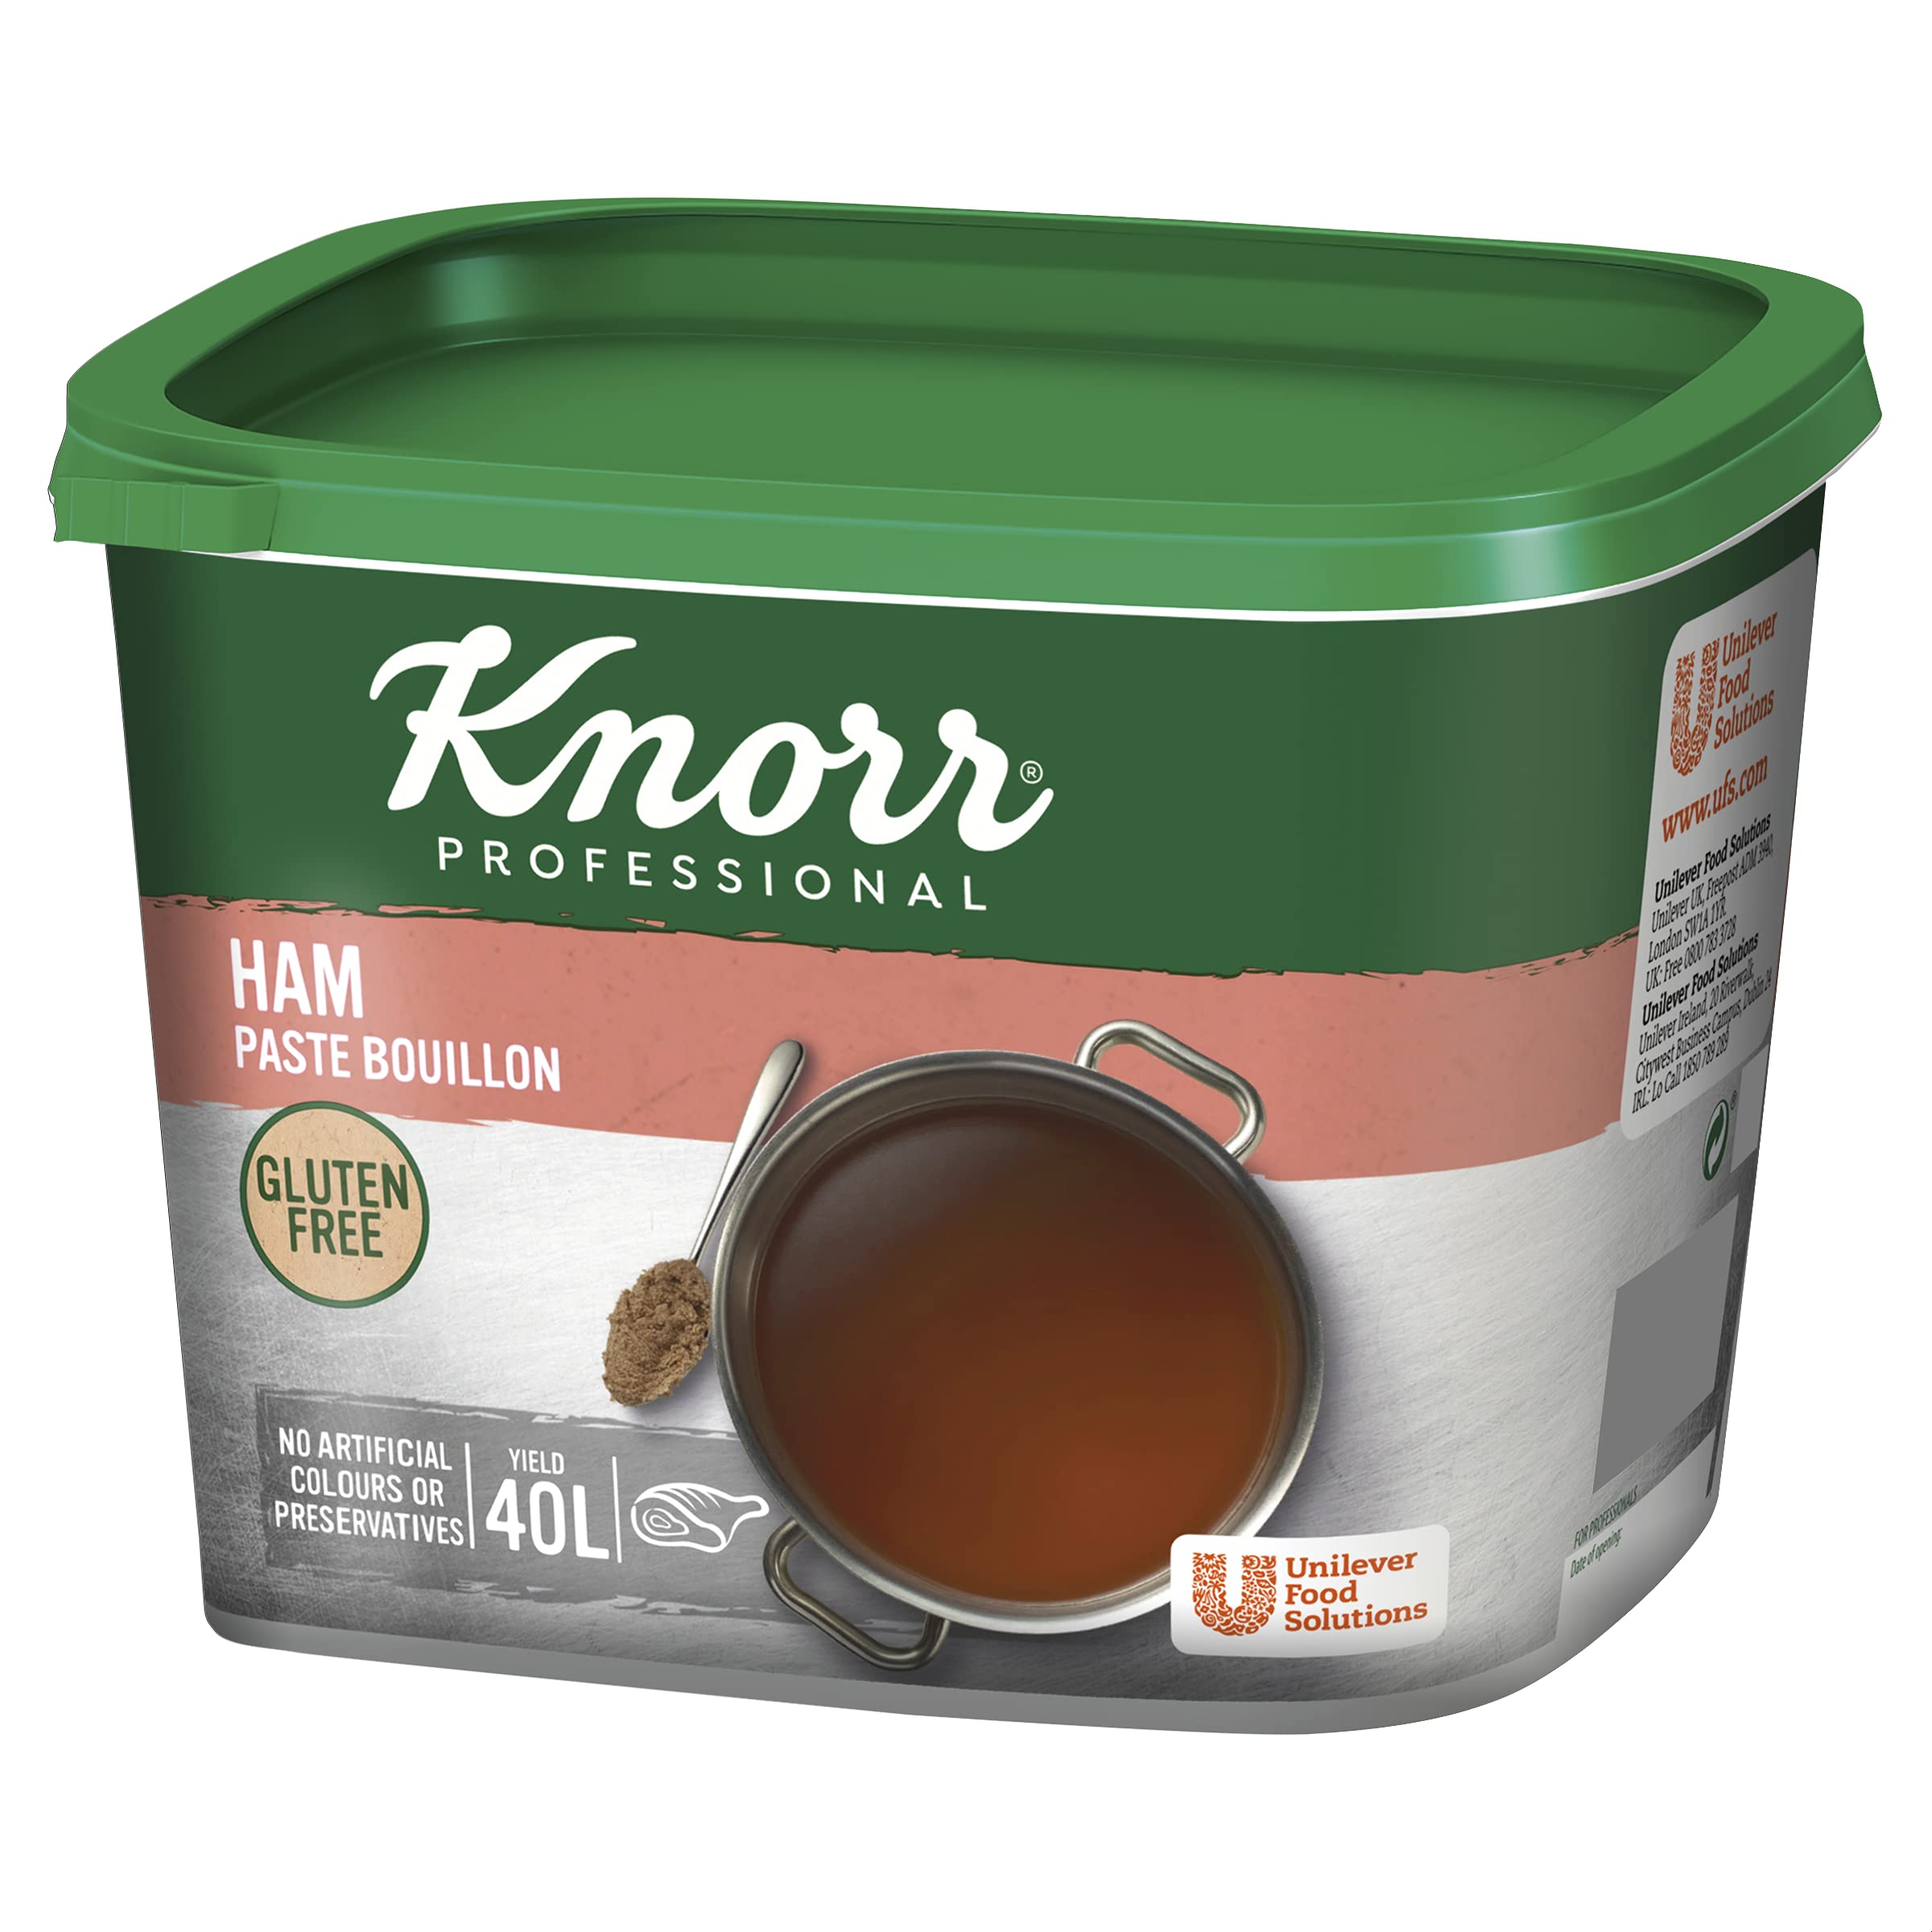 Knorr®
PROFESSIONAL
HAM
PASTE BOUILLON
GLUTEN
FREE
NO ARTIFICIAL
COLOURS OR
PRESERVATIVES
YIELD
40L
Unilever
Food
Solutions
Unilever
Food
Solutions
www.ufs.com
Unilever Food Solutions
Unilever UK, Freepost ADM 3940,
London SW1A 1YR.
UK: Free 0800 783 3728
Unilever Food Solutions
Unilever Ireland, 20 Riverwalk,
Citywest Business Campus, Dublin 24
IRL: Lo Call 1850 789 289
®
FOR PROFESSIONALS
Date of opening: